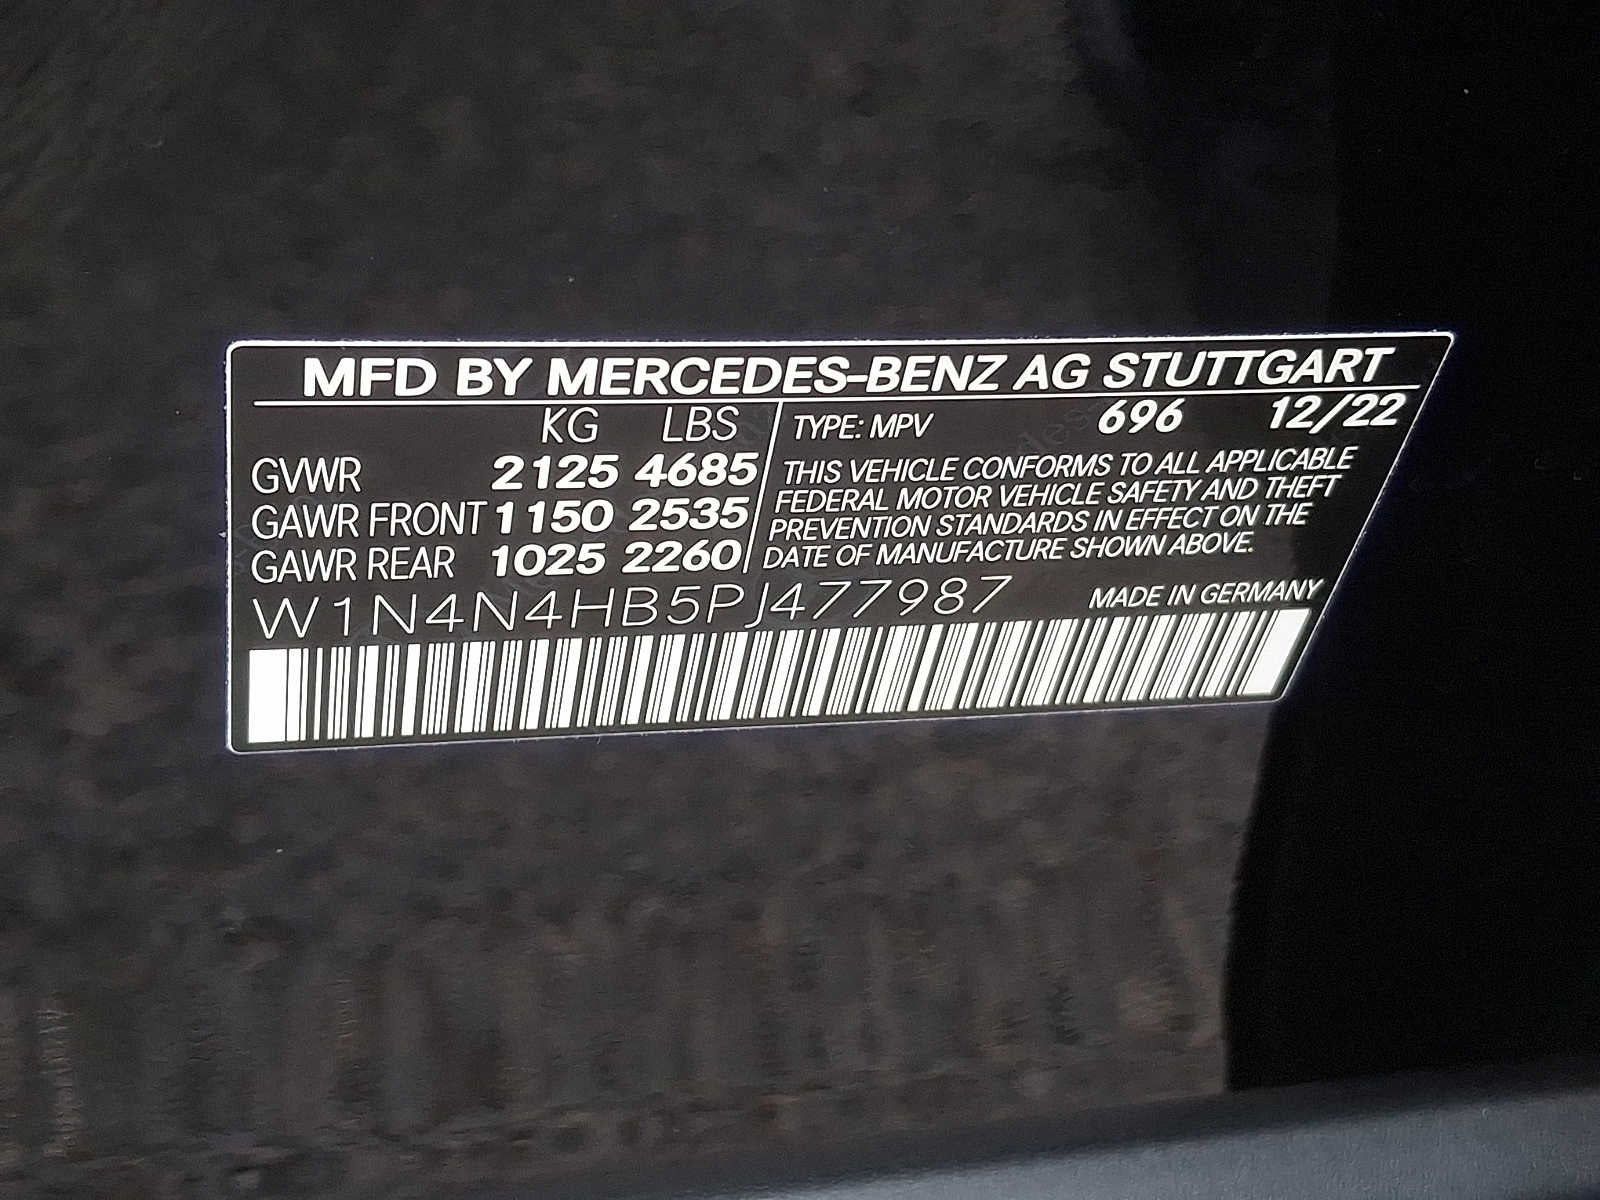 MFD BY MERCEDES-BENZ AG STUTTGART
KG LBS
GVWR 2125 4685
GAWR FRONT 1150 2535
GAWR REAR 1025 2260
TYPE: MPV 696 12/22
THIS VEHICLE CONFORMS TO ALL APPLICABLE
FEDERAL MOTOR VEHICLE SAFETY AND THEFT
PREVENTION STANDARDS IN EFFECT ON THE
DATE OF MANUFACTURE SHOWN ABOVE.
W1N4N4HB5PJ477987 MADE IN GERMANY